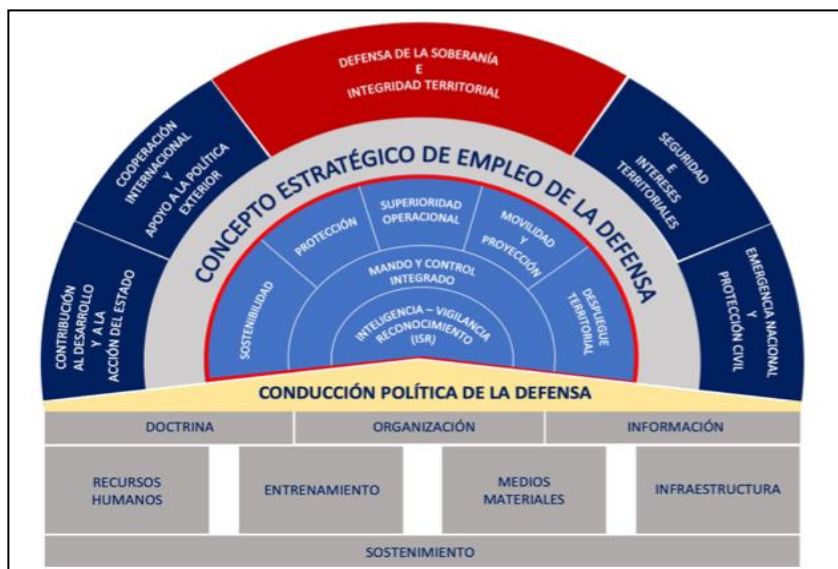 DEFENSA DE LA SOBERANÍA
E
INTEGRIDAD TERRITORIAL
COOPERACIÓN
INTERNACIONAL
Y
APOYO A LA POLÍTICA
EXTERIOR
SEGURIDAD
E
INTERESES
TERRITORIALES
CONTRIBUCIÓN
AL DESARROLLO
Y A LA
ACCIÓN DEL ESTADO
EMERGENCIA NACIONAL
Y
PROTECCIÓN CIVIL
CONCEPTO ESTRATÉGICO DE EMPLEO DE LA DEFENSA
SOSTENIBILIDAD
PROTECCIÓN
SUPERIORIDAD
OPERACIONAL
MOVILIDAD
Y
PROYECCIÓN
DESPLIEGUE
TERRITORIAL
MANDO Y CONTROL
INTEGRADO
INTELIGENCIA – VIGILANCIA
RECONOCIMIENTO
(ISR)
CONDUCCIÓN POLÍTICA DE LA DEFENSA
DOCTRINA
ORGANIZACIÓN
INFORMACIÓN
RECURSOS
HUMANOS
ENTRENAMIENTO
MEDIOS
MATERIALES
INFRAESTRUCTURA
SOSTENIMIENTO